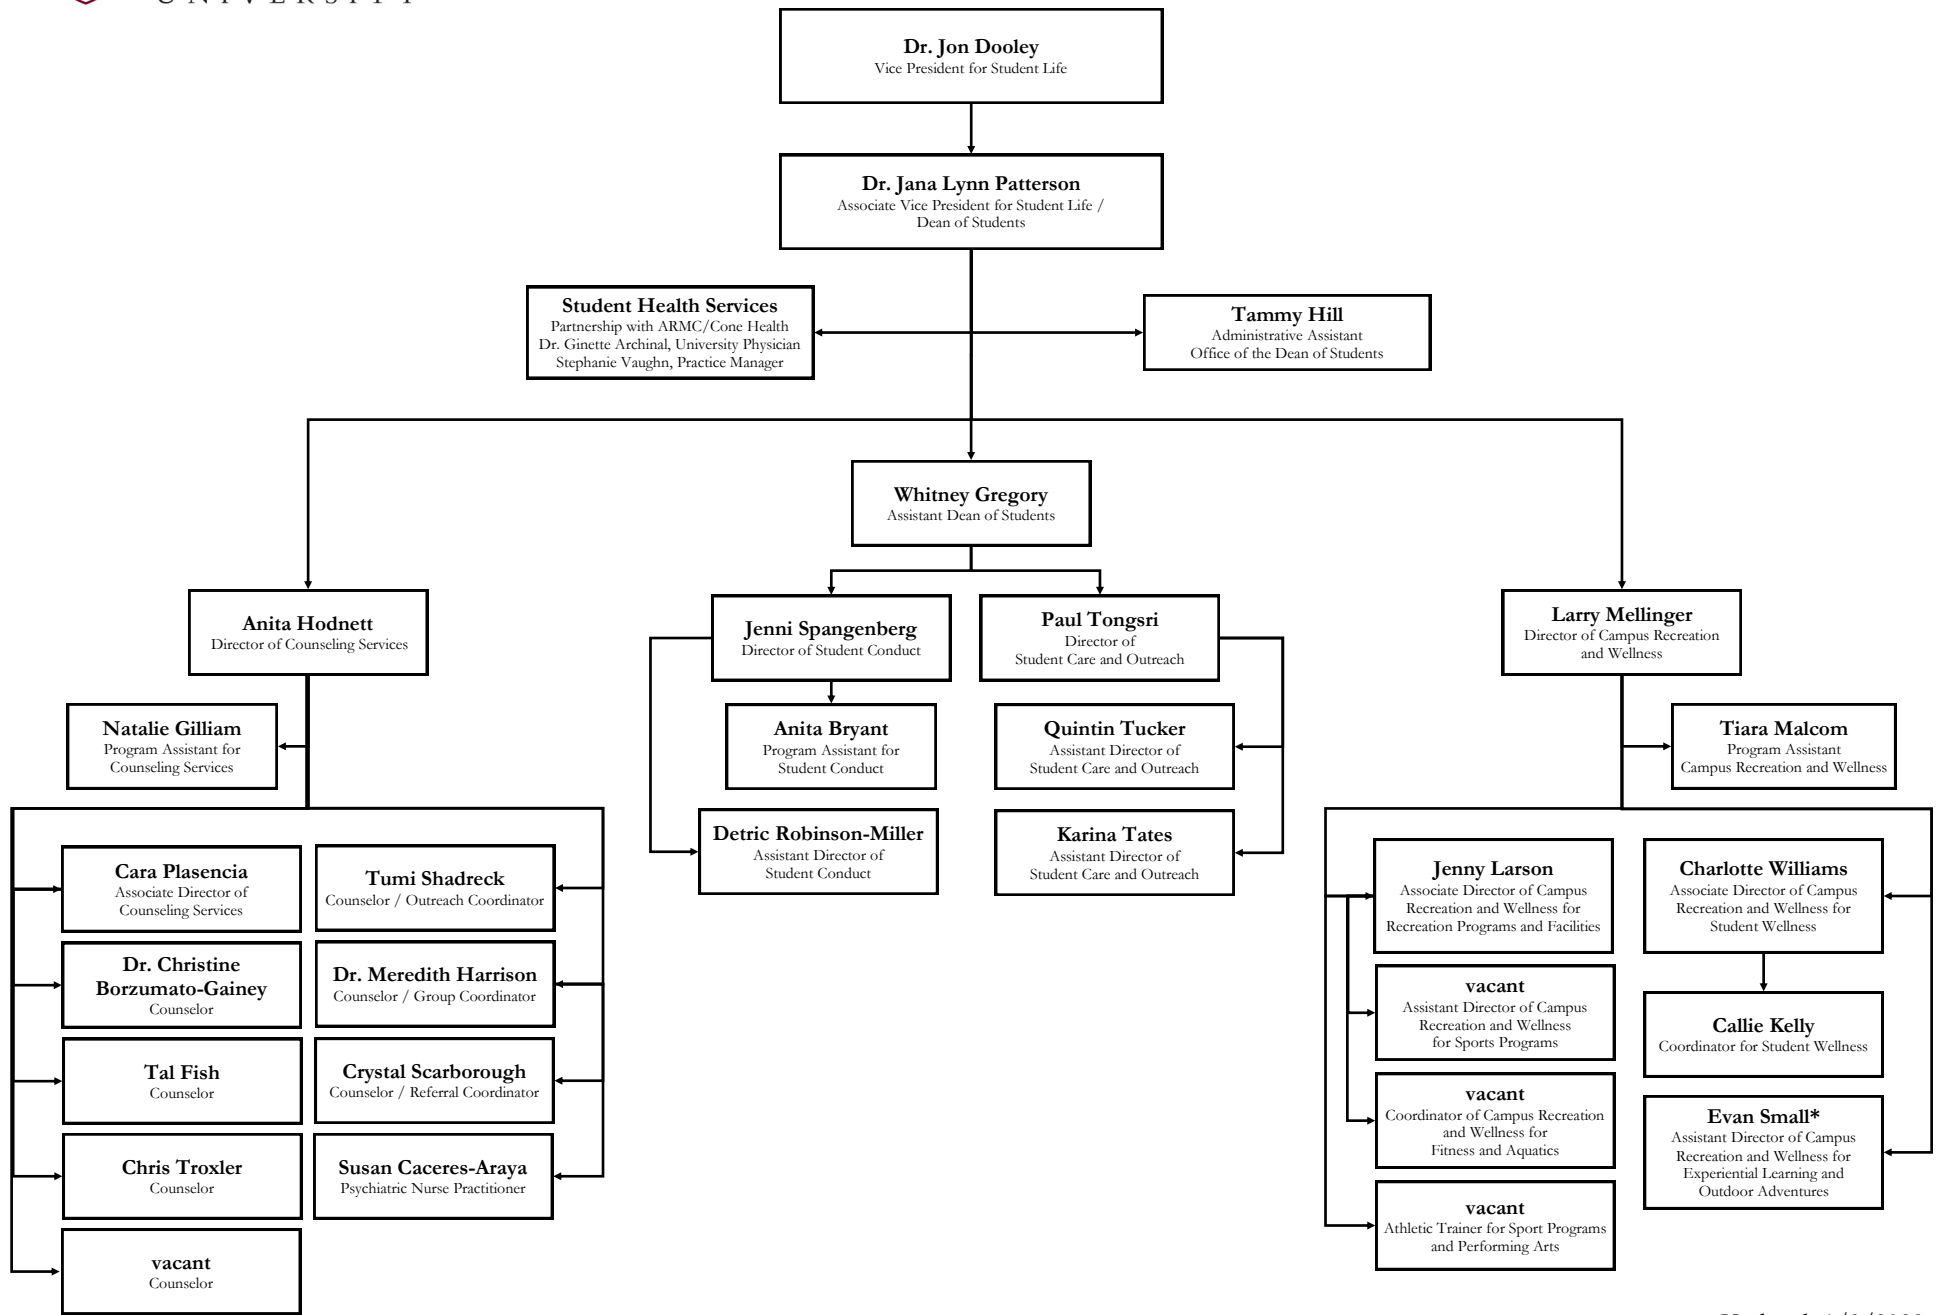 UNIVERSITY
Dr. Jon Dooley
Vice President for Student Life
Dr. Jana Lynn Patterson
Associate Vice President for Student Life /
Dean of Students
Student Health Services
Partnership with ARMC/Cone Health
Dr. Ginette Archinal, University Physician
Stephanie Vaughn, Practice Manager
Tammy Hill
Administrative Assistant
Office of the Dean of Students
Whitney Gregory
Assistant Dean of Students
Anita Hodnett
Director of Counseling Services
Jenni Spangenberg
Director of Student Conduct
Paul Tongsri
Director of
Student Care and Outreach
Larry Mellinger
Director of Campus Recreation
and Wellness
Natalie Gilliam
Program Assistant for
Counseling Services
Anita Bryant
Program Assistant for
Student Conduct
Quintin Tucker
Assistant Director of
Student Care and Outreach
Tiara Malcom
Program Assistant
Campus Recreation and Wellness
Detric Robinson-Miller
Assistant Director of
Student Conduct
Karina Tates
Assistant Director of
Student Care and Outreach
Cara Plasencia
Associate Director of
Counseling Services
Tumi Shadreck
Counselor / Outreach Coordinator
Dr. Christine
Borzumato-Gainey
Counselor
Dr. Meredith Harrison
Counselor / Group Coordinator
Tal Fish
Counselor
Crystal Scarborough
Counselor / Referral Coordinator
Chris Troxler
Counselor
Susan Caceres-Araya
Psychiatric Nurse Practitioner
vacant
Counselor
Jenny Larson
Associate Director of Campus
Recreation and Wellness for
Recreation Programs and Facilities
Charlotte Williams
Associate Director of Campus
Recreation and Wellness for
Student Wellness
vacant
Assistant Director of Campus
Recreation and Wellness
for Sports Programs
Callie Kelly
Coordinator for Student Wellness
vacant
Coordinator of Campus Recreation
and Wellness for
Fitness and Aquatics
Evan Small*
Assistant Director of Campus
Recreation and Wellness for
Experiential Learning and
Outdoor Adventures
vacant
Athletic Trainer for Sport Programs
and Performing Arts